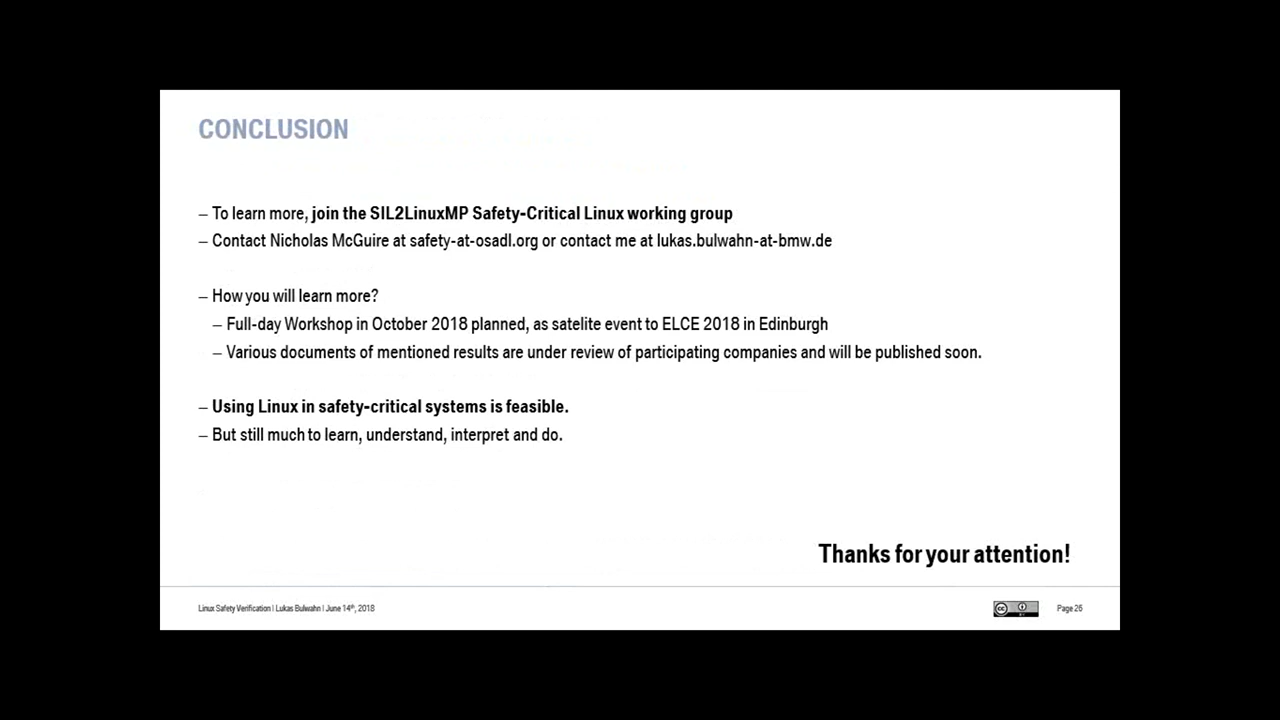 CONCLUSION
– To learn more, join the SIL2LinuxMP Safety-Critical Linux working group
– Contact Nicholas McGuire at safety-at-osadl.org or contact me at lukas.bulwahn-at-bmw.de
– How you will learn more?
– Full-day Workshop in October 2018 planned, as satelite event to ELCE 2018 in Edinburgh
– Various documents of mentioned results are under review of participating companies and will be published soon.
– Using Linux in safety-critical systems is feasible.
– But still much to learn, understand, interpret and do.
Thanks for your attention!
Linux Safety Verification | Lukas Bulwahn | June 14th, 2018
cc
BY
Page 26